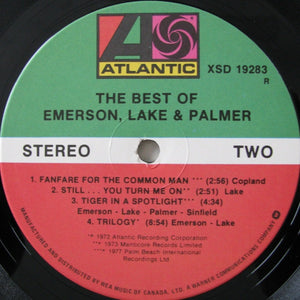 ATLANTIC
XSD 19283
R
THE BEST OF
EMERSON, LAKE & PALMER
STEREO TWO
1. FANFARE FOR THE COMMON MAN *** (2:56) Copland
2. STILL . . . YOU TURN ME ON** (2:51) Lake
3. TIGER IN A SPOTLIGHT*** (4:34)
Emerson - Lake - Palmer - Sinfield
4. TRILOGY* (8:54) Emerson - Lake
* 1972 Atlantic Recording Corporation
** 1973 Manticore Records Limited
*** 1977 Palm Beach International
Recordings Ltd
MANUFACTURED AND DISTRIBUTED BY WEA MUSIC OF CANADA, LTD. A WARNER COMMUNICATIONS COMPANY